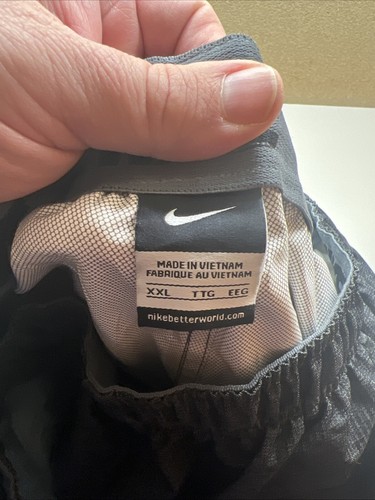 MADE IN VIETNAM
FABRIQUE AU VIETNAM
XXL TTG EEG
nikebetterworld.com